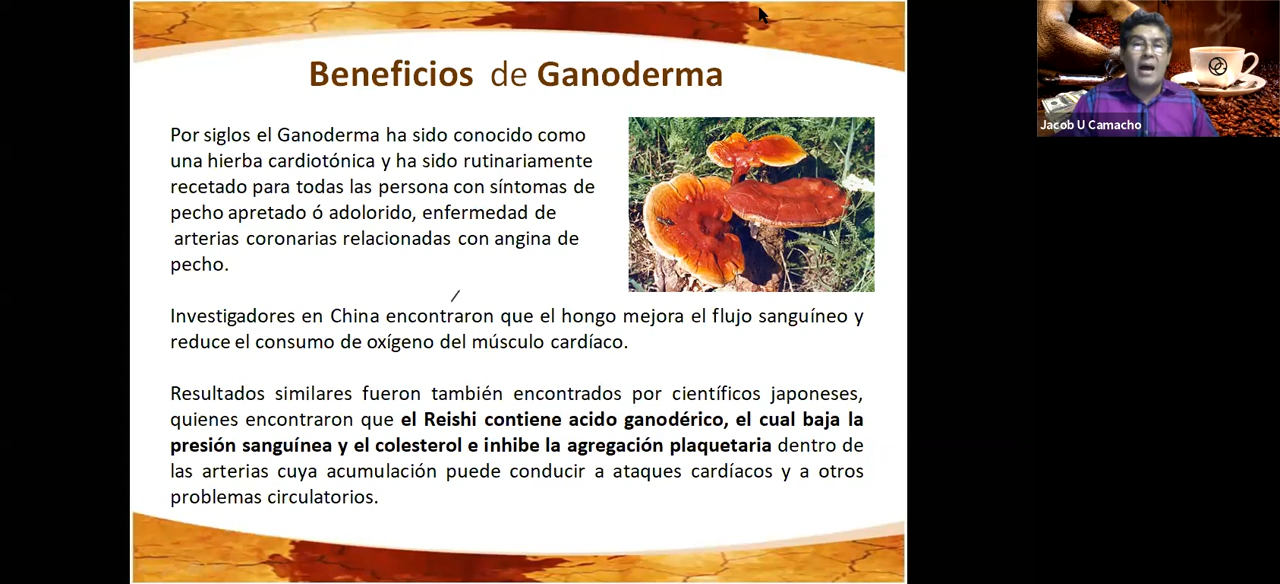 Beneficios de Ganoderma
Por siglos el Ganoderma ha sido conocido como
una hierba cardiotónica y ha sido rutinariamente
recetado para todas las persona con síntomas de
pecho apretado ó adolorido, enfermedad de
arterias coronarias relacionadas con angina de
pecho.
Investigadores en China encontraron que el hongo mejora el flujo sanguíneo y
reduce el consumo de oxígeno del músculo cardíaco.
Resultados similares fueron también encontrados por científicos japoneses,
quienes encontraron que el Reishi contiene acido ganodérico, el cual baja la
presión sanguínea y el colesterol e inhibe la agregación plaquetaria dentro de
las arterias cuya acumulación puede conducir a ataques cardíacos y a otros
problemas circulatorios.
Jacob U Camacho